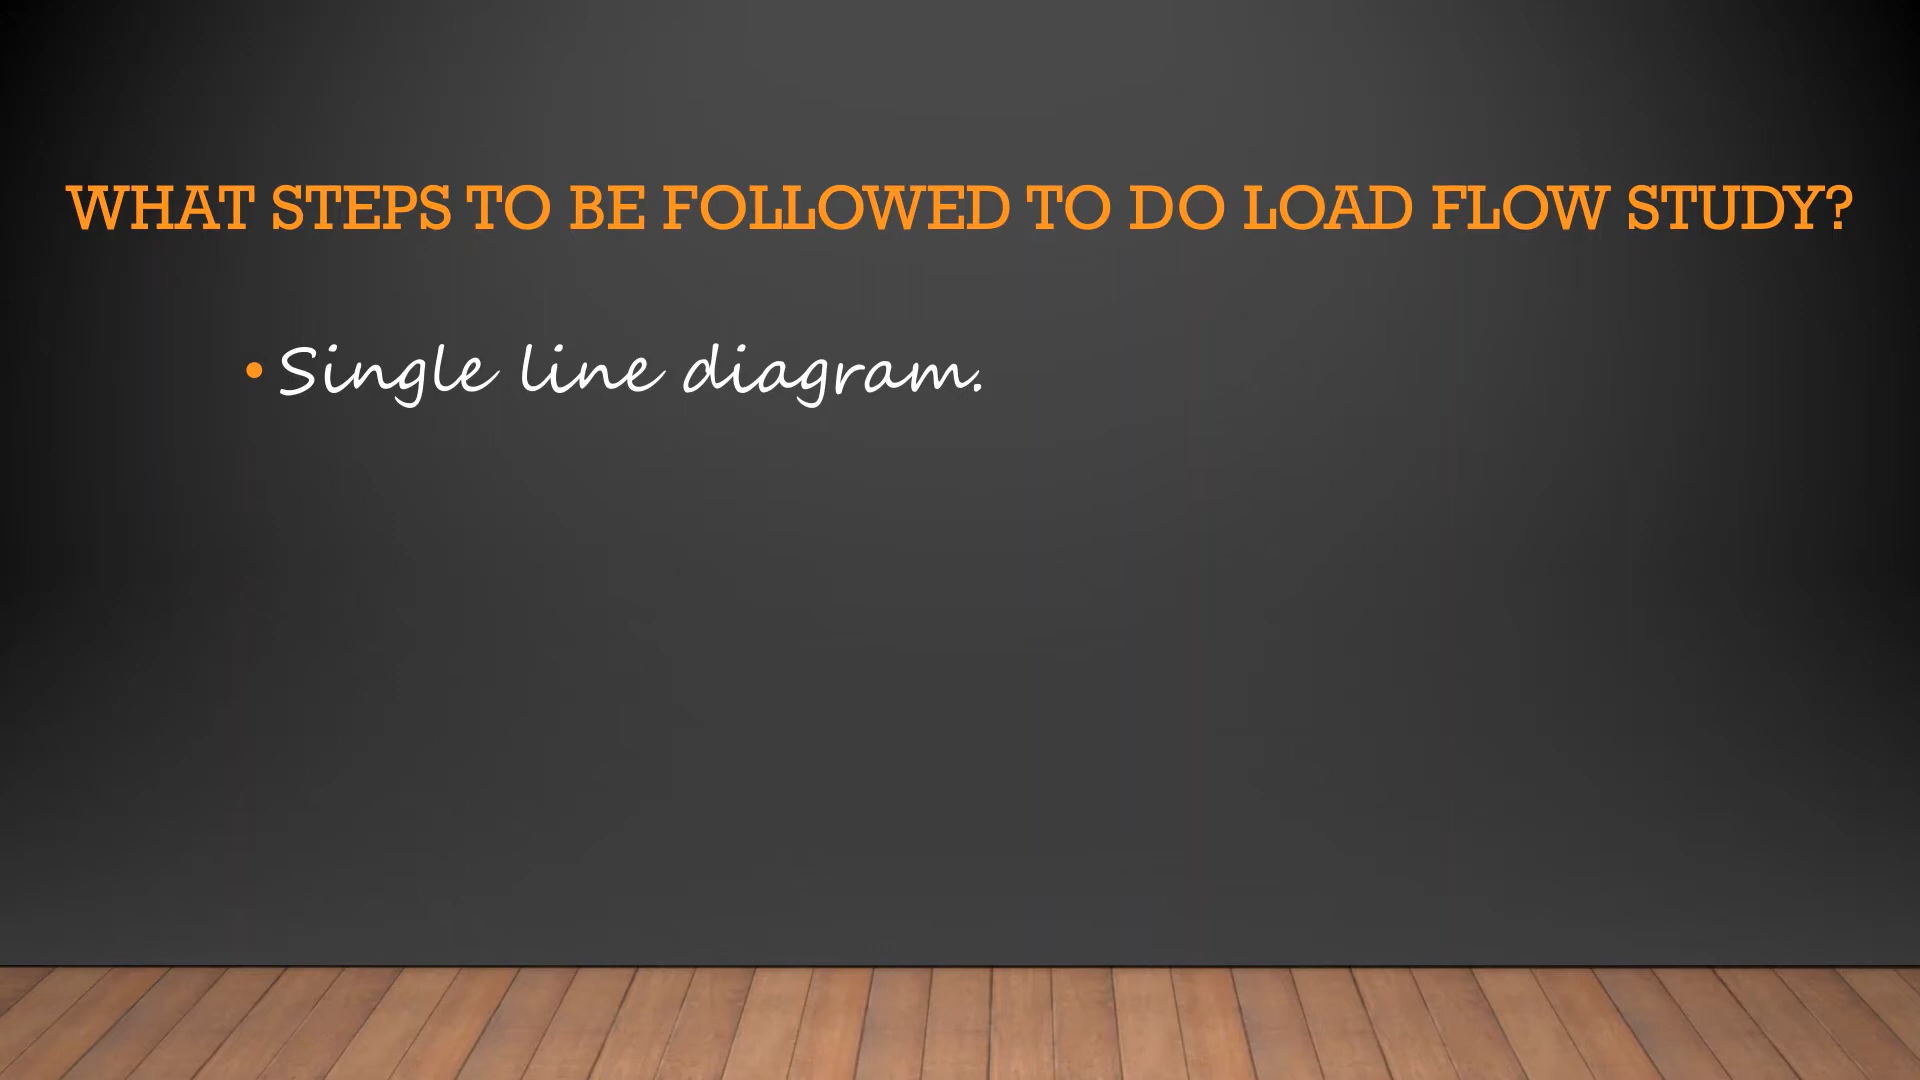 WHAT STEPS TO BE FOLLOWED TO DO LOAD FLOW STUDY?
• Single line diagram.